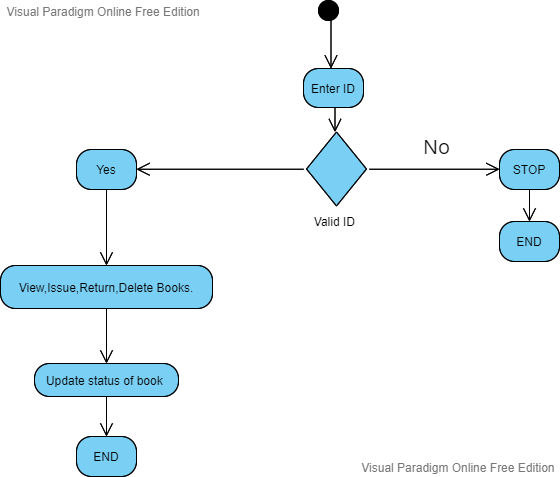 Visual Paradigm Online Free Edition
Enter ID
No
Yes
STOP
Valid ID
END
View,Issue,Return,Delete Books.
Update status of book
END
Visual Paradigm Online Free Edition